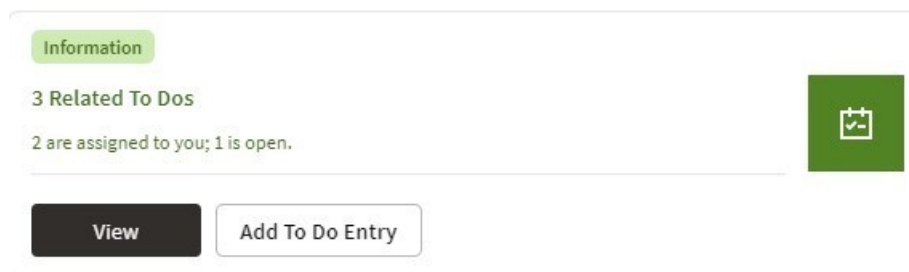 Information
3 Related To Dos
2 are assigned to you; 1 is open.
View
Add To Do Entry